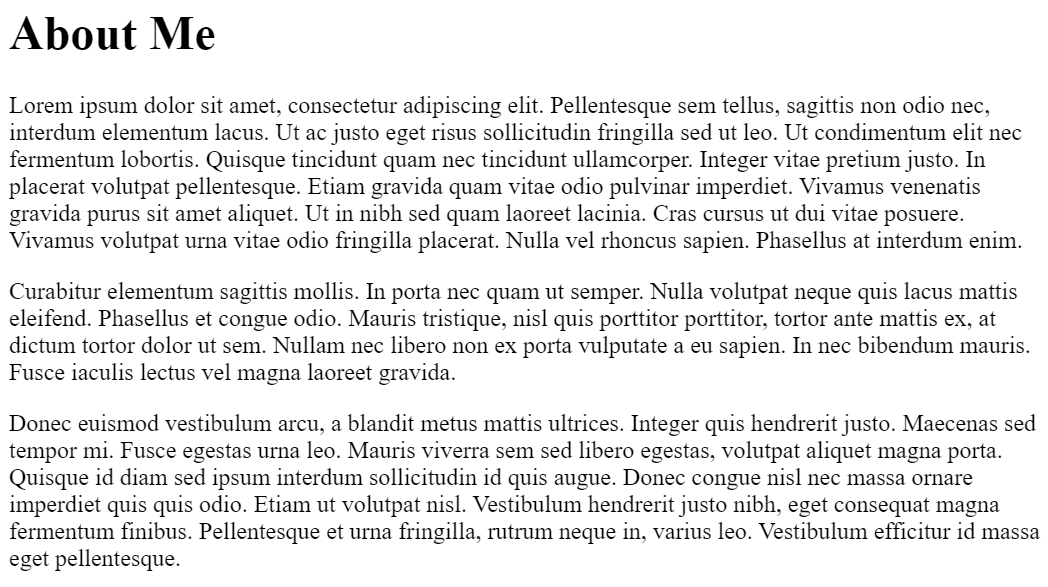 About Me
Lorem ipsum dolor sit amet, consectetur adipiscing elit. Pellentesque sem tellus, sagittis non odio nec,
interdum elementum lacus. Ut ac justo eget risus sollicitudin fringilla sed ut leo. Ut condimentum elit nec
fermentum lobortis. Quisque tincidunt quam nec tincidunt ullamcorper. Integer vitae pretium justo. In
placerat volutpat pellentesque. Etiam gravida quam vitae odio pulvinar imperdiet. Vivamus venenatis
gravida purus sit amet aliquet. Ut in nibh sed quam laoreet lacinia. Cras cursus ut dui vitae posuere.
Vivamus volutpat urna vitae odio fringilla placerat. Nulla vel rhoncus sapien. Phasellus at interdum enim.
Curabitur elementum sagittis mollis. In porta nec quam ut semper. Nulla volutpat neque quis lacus mattis
eleifend. Phasellus et congue odio. Mauris tristique, nisl quis porttitor porttitor, tortor ante mattis ex, at
dictum tortor dolor ut sem. Nullam nec libero non ex porta vulputate a eu sapien. In nec bibendum mauris.
Fusce iaculis lectus vel magna laoreet gravida.
Donec euismod vestibulum arcu, a blandit metus mattis ultrices. Integer quis hendrerit justo. Maecenas sed
tempor mi. Fusce egestas urna leo. Mauris viverra sem sed libero egestas, volutpat aliquet magna porta.
Quisque id diam sed ipsum interdum sollicitudin id quis augue. Donec congue nisl nec massa ornare
imperdiet quis quis odio. Etiam ut volutpat nisl. Vestibulum hendrerit justo nibh, eget consequat magna
fermentum finibus. Pellentesque et urna fringilla, rutrum neque in, varius leo. Vestibulum efficitur id massa
eget pellentesque.